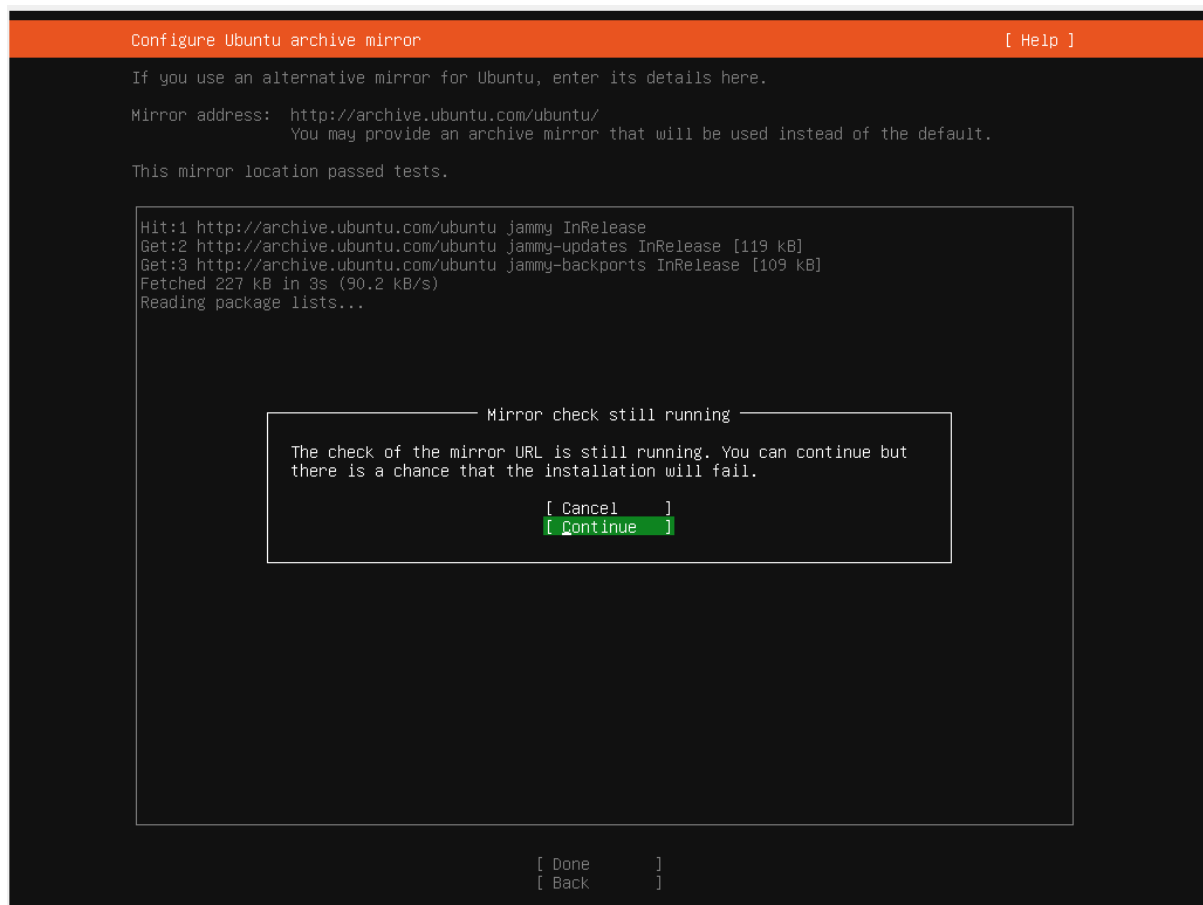 Configure Ubuntu archive mirror [ Help ]
If you use an alternative mirror for Ubuntu, enter its details here.
Mirror address: http://archive.ubuntu.com/ubuntu/
You may provide an archive mirror that will be used instead of the default.
This mirror location passed tests.
Hit:1 http://archive.ubuntu.com/ubuntu jammy InRelease
Get:2 http://archive.ubuntu.com/ubuntu jammy-updates InRelease [119 kB]
Get:3 http://archive.ubuntu.com/ubuntu jammy-backports InRelease [109 kB]
Fetched 227 kB in 3s (90.2 kB/s)
Reading package lists...
Mirror check still running
The check of the mirror URL is still running. You can continue but
there is a chance that the installation will fail.
[ Cancel ]
[ Continue ]
[ Done ]
[ Back ]